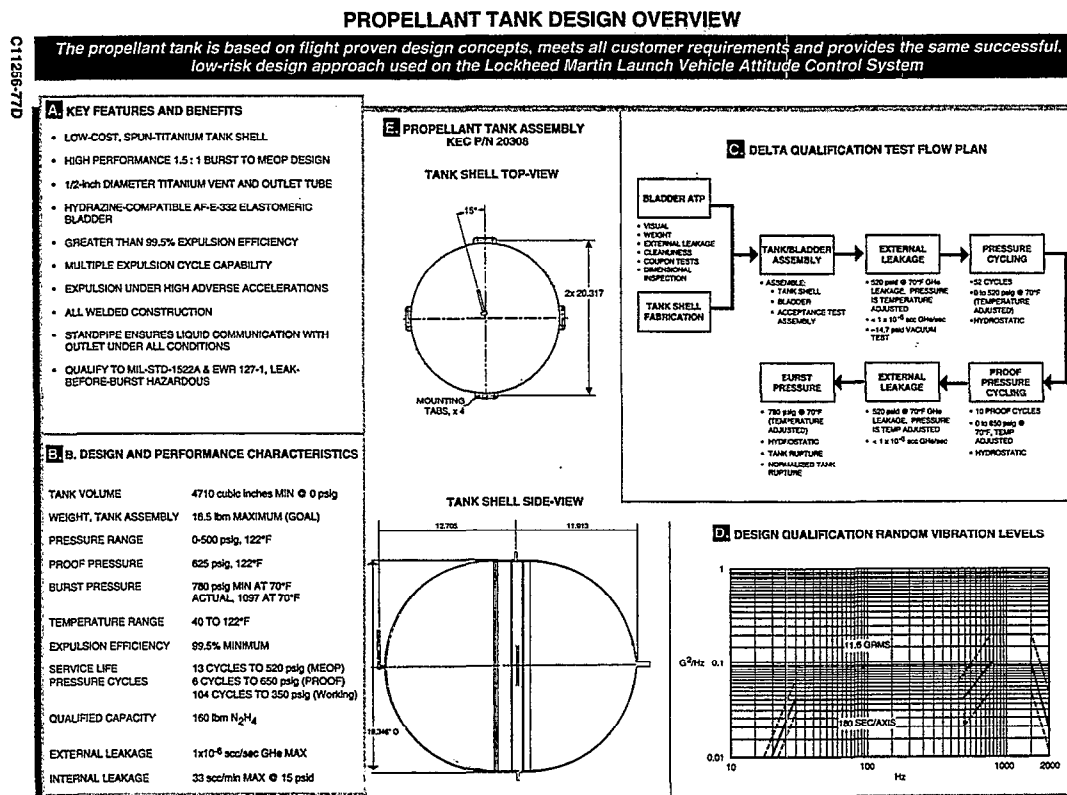 PROPELLANT TANK DESIGN OVERVIEW
C11256-77D
The propellant tank is based on flight proven design concepts, meets all customer requirements and provides the same successful.
low-risk design approach used on the Lockheed Martin Launch Vehicle Attitude Control System
A. KEY FEATURES AND BENEFITS
• LOW-COST, SPUN-TITANIUM TANK SHELL
• HIGH PERFORMANCE 1.5 : 1 BURST TO MEOP DESIGN
• 1/2-inch DIAMETER TITANIUM VENT AND OUTLET TUBE
• HYDRAZINE-COMPATIBLE AF-E-332 ELASTOMERIC
BLADDER
• GREATER THAN 99.5% EXPULSION EFFICIENCY
• MULTIPLE EXPULSION CYCLE CAPABILITY
• EXPULSION UNDER HIGH ADVERSE ACCELERATIONS
• ALL WELDED CONSTRUCTION
• STANDPIPE ENSURES LIQUID COMMUNICATION WITH
OUTLET UNDER ALL CONDITIONS
• QUALIFY TO MIL-STD-1522A & EWR 127-1, LEAK-
BEFORE-BURST HAZARDOUS
B. B. DESIGN AND PERFORMANCE CHARACTERISTICS
TANK VOLUME 4710 cubic inches MIN @ 0 psig
WEIGHT, TANK ASSEMBLY 16.5 lbm MAXIMUM (GOAL)
PRESSURE RANGE 0-500 psig, 122°F
PROOF PRESSURE 625 psig, 122°F
BURST PRESSURE 780 psig MIN AT 70°F
ACTUAL, 1097 AT 70°F
TEMPERATURE RANGE 40 TO 122°F
EXPULSION EFFICIENCY 99.5% MINIMUM
SERVICE LIFE 13 CYCLES TO 520 psig (MEOP)
PRESSURE CYCLES 6 CYCLES TO 650 psig (PROOF)
104 CYCLES TO 350 psig (Working)
QUALIFIED CAPACITY 160 lbm N2H4
EXTERNAL LEAKAGE 1x10-6 scc/sec GHe MAX
INTERNAL LEAKAGE 33 scc/min MAX @ 15 psid
E. PROPELLANT TANK ASSEMBLY
KEC P/N 20308
TANK SHELL TOP-VIEW
15°
2x 20.317
MOUNTING
TABS, x 4
TANK SHELL SIDE-VIEW
12.705 11.913
C. DELTA QUALIFICATION TEST FLOW PLAN
BLADDER ATP
• VISUAL
• WEIGHT
• EXTERNAL LEAKAGE
• CLEANLINESS
• COUPON TESTS
• DIMENSIONAL
INSPECTION
TANK SHELL
FABRICATION
TANK/BLADDER
ASSEMBLY
• ASSEMBLE:
• TANK SHELL
• BLADDER
• ACCEPTANCE TEST
ASSEMBLY
EXTERNAL
LEAKAGE
• 520 psid @ 70°F GHe
LEAKAGE, PRESSURE
IS TEMPERATURE
ADJUSTED
• < 1 x 10-6 scc GHe/sec
• -14.7 psid VACUUM
TEST
PRESSURE
CYCLING
• 52 CYCLES
• 0 to 520 psig @ 70°F
(TEMPERATURE
ADJUSTED)
• HYDROSTATIC
PROOF
PRESSURE
CYCLING
• 10 PROOF CYCLES
• 0 to 650 psig @
70°F, TEMP
ADJUSTED
• HYDROSTATIC
EXTERNAL
LEAKAGE
• 520 psid @ 70°F GHe
LEAKAGE, PRESSURE
IS TEMP ADJUSTED
• < 1 x 10-6 scc GHe/sec
BURST
PRESSURE
• 780 psig @ 70°F
(TEMPERATURE
ADJUSTED)
• HYDROSTATIC
• TANK RUPTURE
• NORMALISED TANK
RUPTURE
D. DESIGN QUALIFICATION RANDOM VIBRATION LEVELS
1
11.5 GRMS
G2/Hz 0.1
180 SEC/AXIS
0.01
10 100 1000 2000
Hz